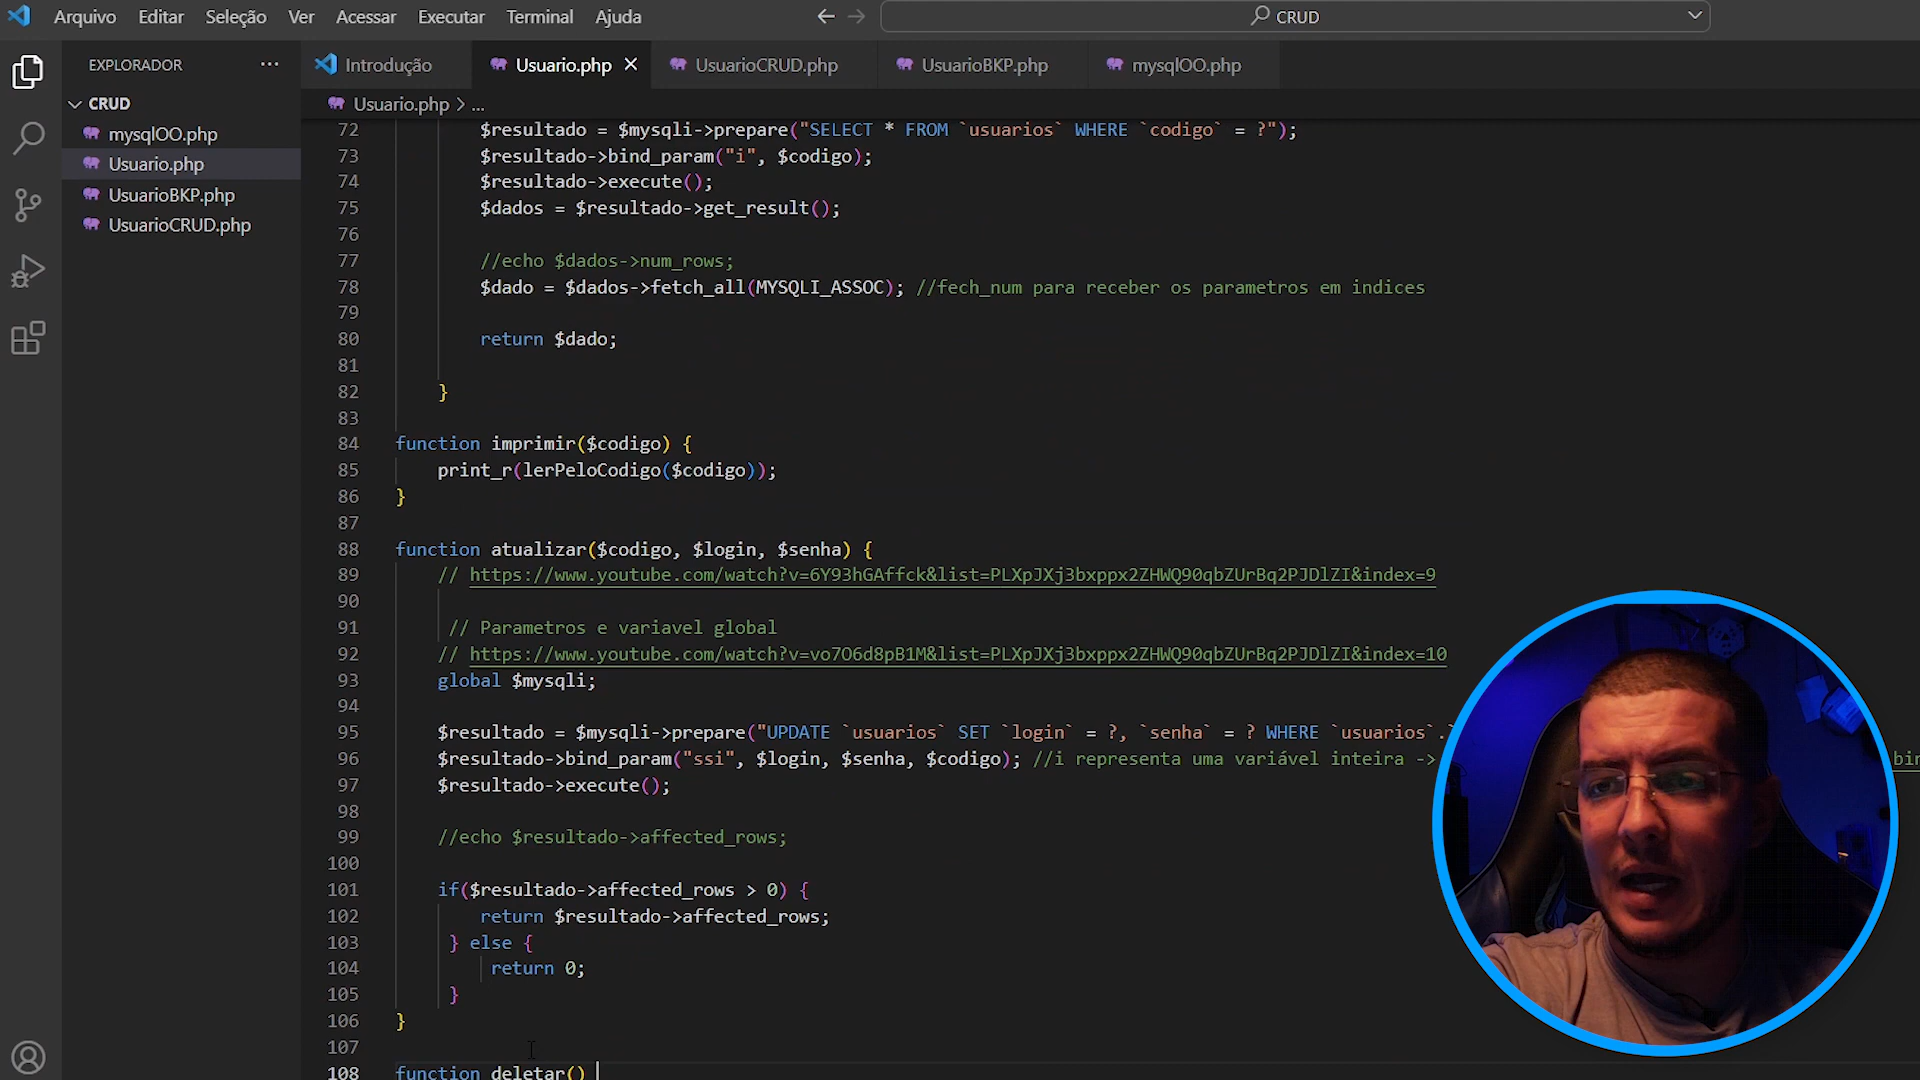 Arquivo Editar Seleção Ver Acessar Executar Terminal Ajuda
CRUD
EXPLORADOR ...
Introdução
Usuario.php
UsuarioCRUD.php
UsuarioBKP.php
mysqlOO.php
CRUD
mysqlOO.php
Usuario.php
UsuarioBKP.php
UsuarioCRUD.php
Usuario.php > ...
72 $resultado = $mysqli->prepare("SELECT * FROM `usuarios` WHERE `codigo` = ?");
73 $resultado->bind_param("i", $codigo);
74 $resultado->execute();
75 $dados = $resultado->get_result();
76
77 //echo $dados->num_rows;
78 $dado = $dados->fetch_all(MYSQLI_ASSOC); //fech_num para receber os parametros em indices
79
80 return $dado;
81
82 }
83
84 function imprimir($codigo) {
85 print_r(lerPeloCodigo($codigo));
86 }
87
88 function atualizar($codigo, $login, $senha) {
89 // https://www.youtube.com/watch?v=6Y93hGAffck&list=PLXpJXj3bxppx2ZHWQ90qbZUrBq2PJDlZI&index=9
90
91 // Parametros e variavel global
92 // https://www.youtube.com/watch?v=vo7O6d8pB1M&list=PLXpJXj3bxppx2ZHWQ90qbZUrBq2PJDlZI&index=10
93 global $mysqli;
94
95 $resultado = $mysqli->prepare("UPDATE `usuarios` SET `login` = ?, `senha` = ? WHERE `usuarios`.`
96 $resultado->bind_param("ssi", $login, $senha, $codigo); //i representa uma variável inteira -> bin
97 $resultado->execute();
98
99 //echo $resultado->affected_rows;
100
101 if($resultado->affected_rows > 0) {
102 return $resultado->affected_rows;
103 } else {
104 return 0;
105 }
106 }
107
108 function deletar()